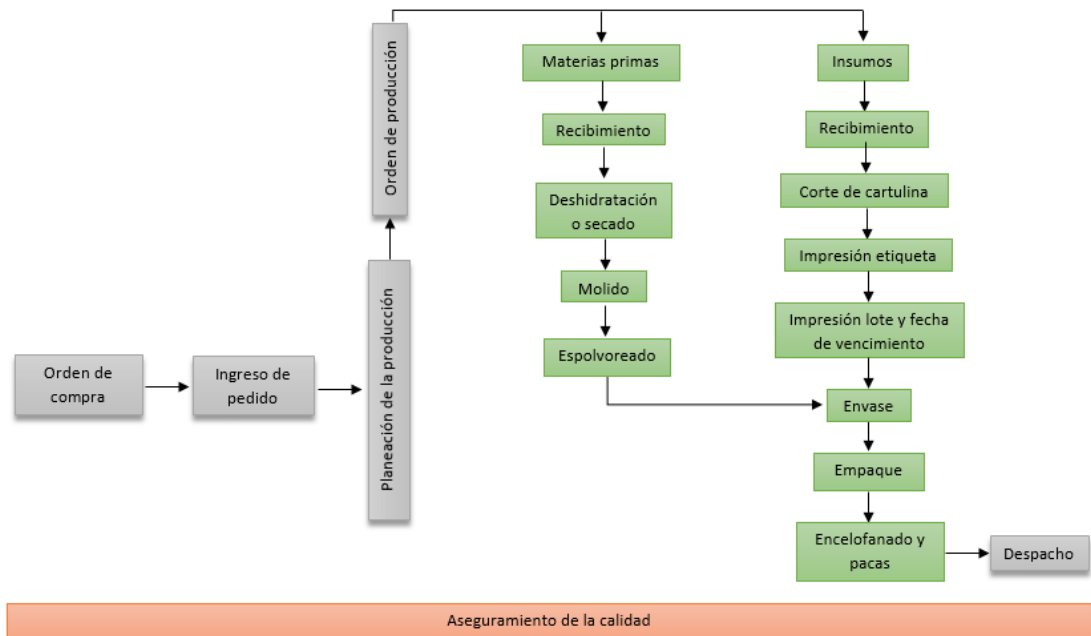 Orden de
compra
Ingreso de
pedido
Planeación de la producción
Orden de producción
Materias primas
Recibimiento
Deshidratación
o secado
Molido
Espolvoreado
Insumos
Recibimiento
Corte de cartulina
Impresión etiqueta
Impresión lote y fecha
de vencimiento
Envase
Empaque
Encelofanado y
pacas
Despacho
Aseguramiento de la calidad